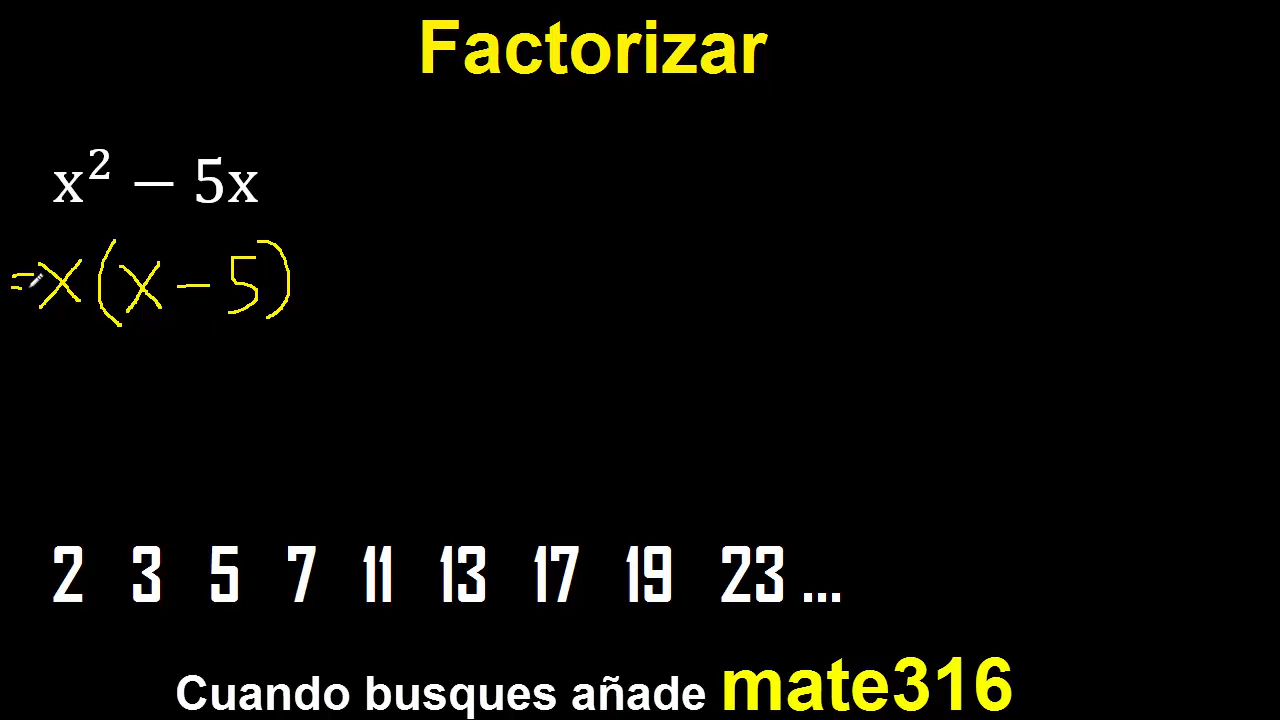 Factorizar
x² − 5x
=x(x−5)
2 3 5 7 11 13 17 19 23 ...
Cuando busques añade mate316